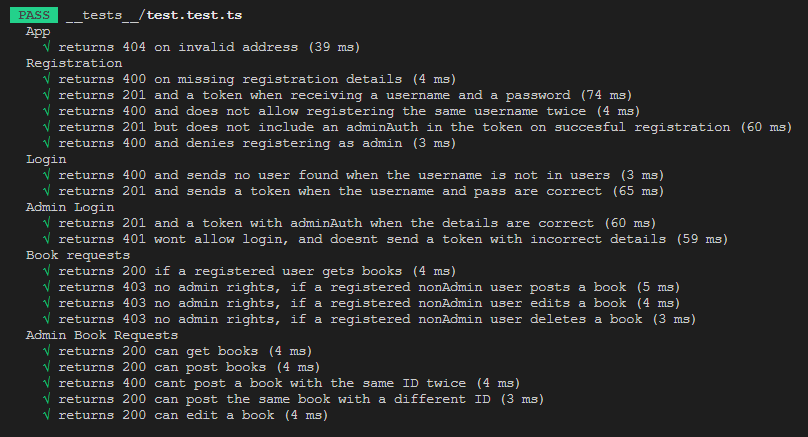 PASS __tests__/test.test.ts
App
√ returns 404 on invalid address (39 ms)
Registration
√ returns 400 on missing registration details (4 ms)
√ returns 201 and a token when receiving a username and a password (74 ms)
√ returns 400 and does not allow registering the same username twice (4 ms)
√ returns 201 but does not include an adminAuth in the token on succesful registration (60 ms)
√ returns 400 and denies registering as admin (3 ms)
Login
√ returns 400 and sends no user found when the username is not in users (3 ms)
√ returns 201 and sends a token when the username and pass are correct (65 ms)
Admin Login
√ returns 201 and a token with adminAuth when the details are correct (60 ms)
√ returns 401 wont allow login, and doesnt send a token with incorrect details (59 ms)
Book requests
√ returns 200 if a registered user gets books (4 ms)
√ returns 403 no admin rights, if a registered nonAdmin user posts a book (5 ms)
√ returns 403 no admin rights, if a registered nonAdmin user edits a book (4 ms)
√ returns 403 no admin rights, if a registered nonAdmin user deletes a book (3 ms)
Admin Book Requests
√ returns 200 can get books (4 ms)
√ returns 200 can post books (4 ms)
√ returns 400 cant post a book with the same ID twice (4 ms)
√ returns 200 can post the same book with a different ID (3 ms)
√ returns 200 can edit a book (4 ms)